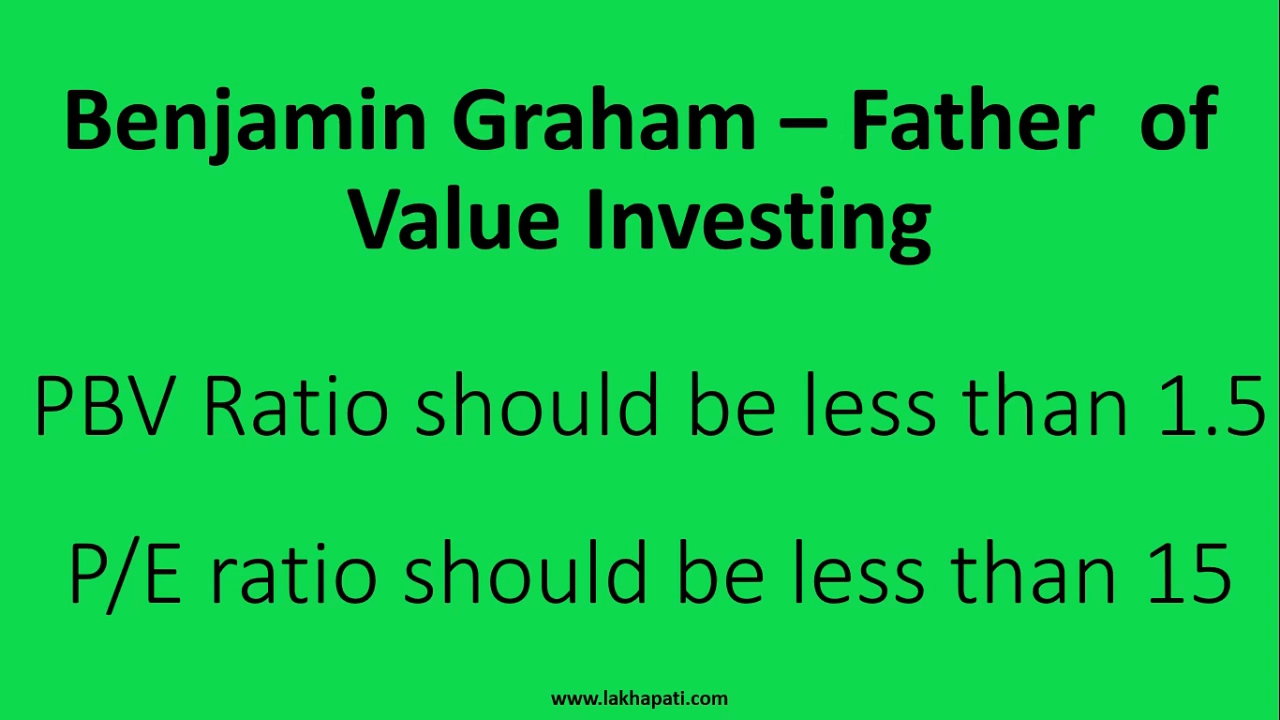 Benjamin Graham – Father of
Value Investing
PBV Ratio should be less than 1.5
P/E ratio should be less than 15
www.lakhapati.com